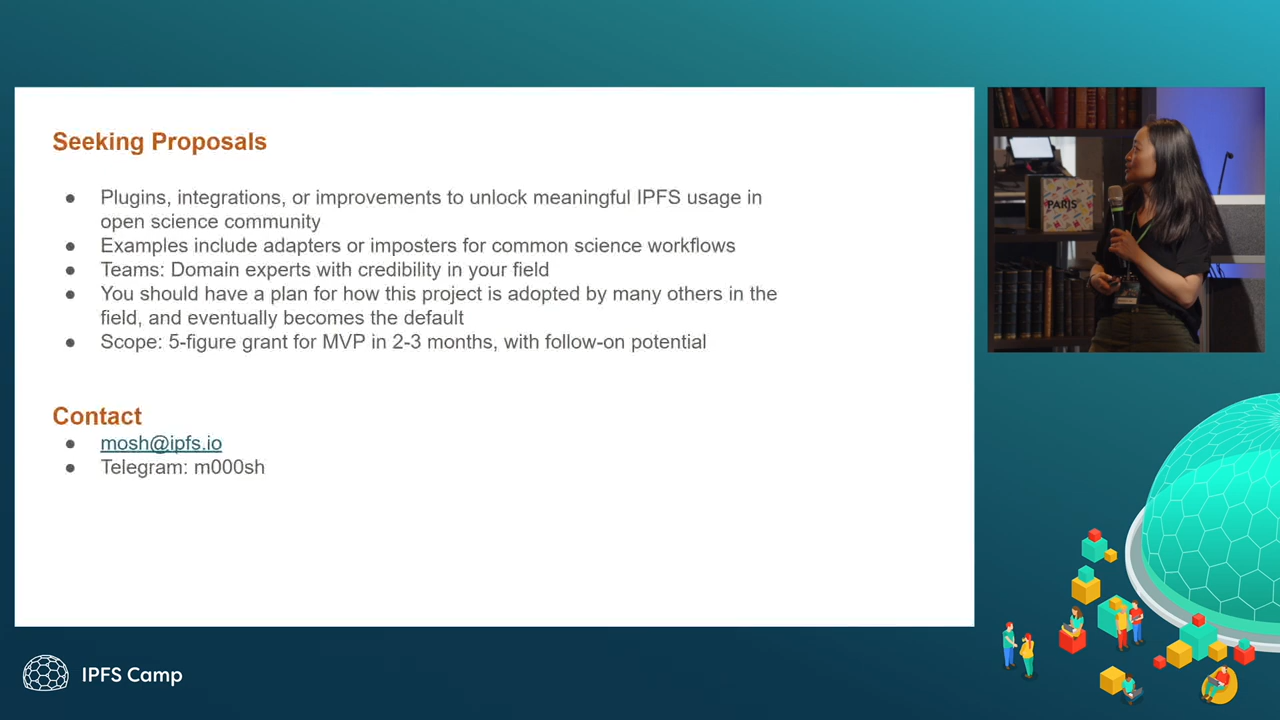 Seeking Proposals
● Plugins, integrations, or improvements to unlock meaningful IPFS usage in
open science community
● Examples include adapters or imposters for common science workflows
● Teams: Domain experts with credibility in your field
● You should have a plan for how this project is adopted by many others in the
field, and eventually becomes the default
● Scope: 5-figure grant for MVP in 2-3 months, with follow-on potential
Contact
● mosh@ipfs.io
● Telegram: m000sh
PARIS
IPFS Camp